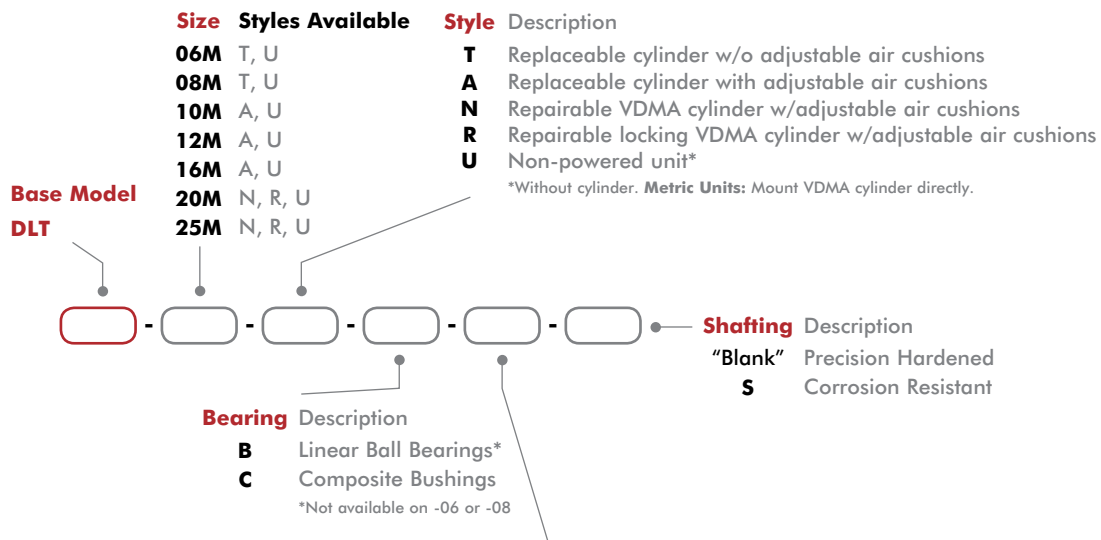 Size Styles Available
06M T, U
08M T, U
10M A, U
12M A, U
16M A, U
20M N, R, U
25M N, R, U
Style Description
T Replaceable cylinder w/o adjustable air cushions
A Replaceable cylinder with adjustable air cushions
N Repairable VDMA cylinder w/adjustable air cushions
R Repairable locking VDMA cylinder w/adjustable air cushions
U Non-powered unit*
*Without cylinder. Metric Units: Mount VDMA cylinder directly.
Base Model
DLT
- - - - -
Shafting Description
"Blank" Precision Hardened
S Corrosion Resistant
Bearing Description
B Linear Ball Bearings*
C Composite Bushings
*Not available on -06 or -08